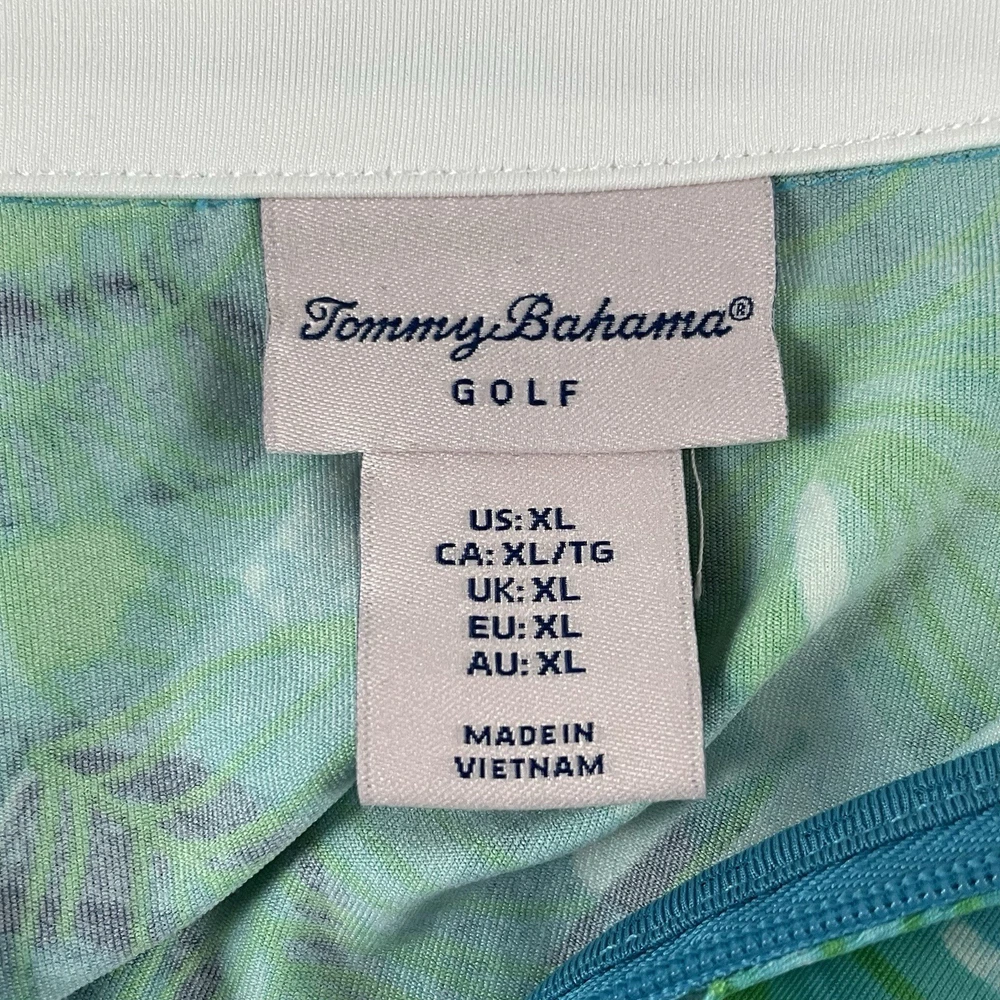 Tommy Bahama®
GOLF
US: XL
CA: XL/TG
UK: XL
EU: XL
AU: XL
MADE IN
VIETNAM